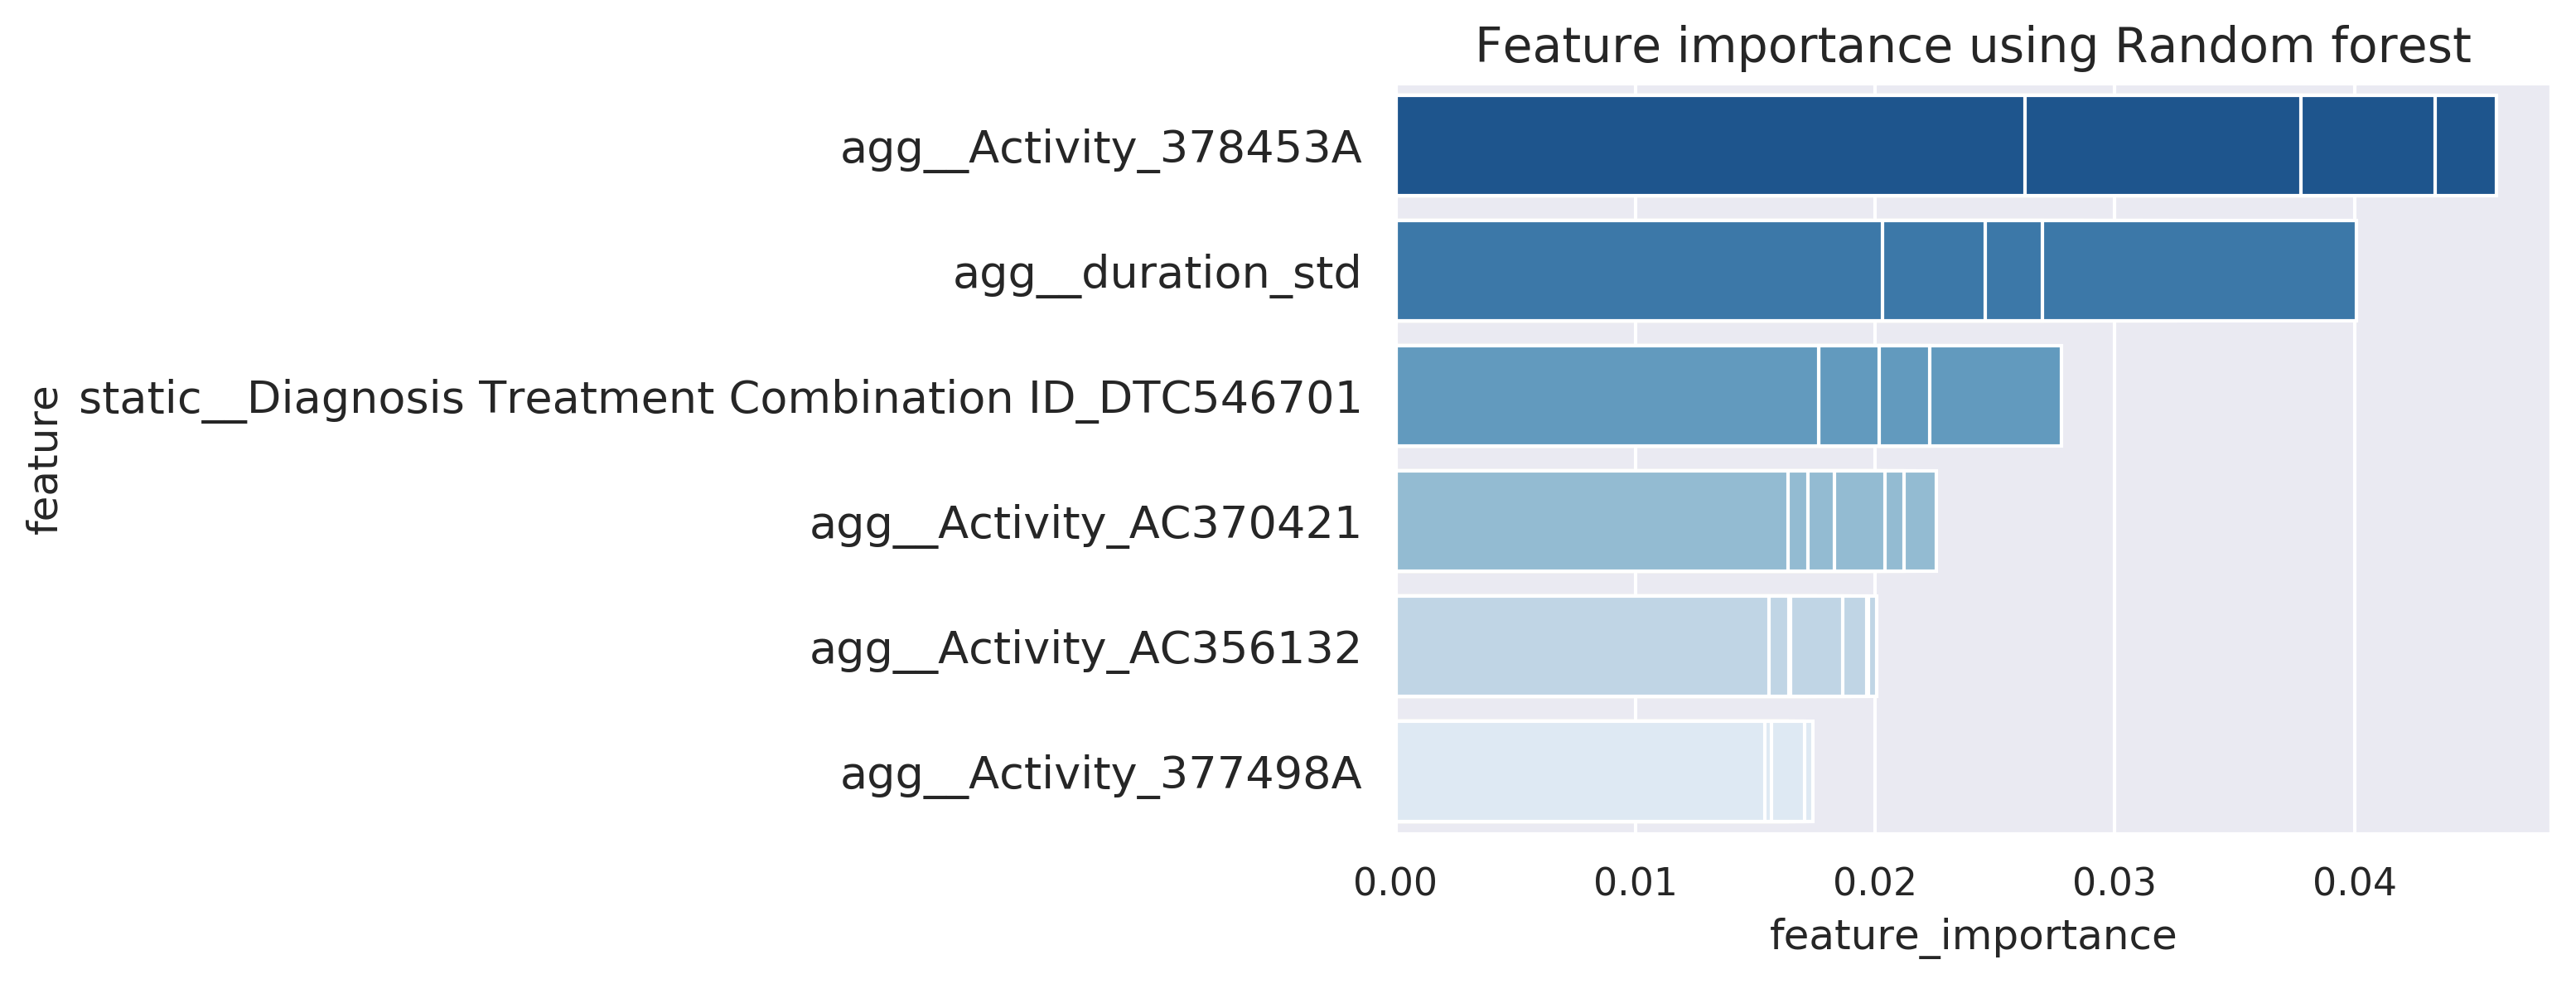 Feature importance using Random forest
feature
agg__Activity_378453A
agg__duration_std
static__Diagnosis Treatment Combination ID_DTC546701
agg__Activity_AC370421
agg__Activity_AC356132
agg__Activity_377498A
0.00 0.01 0.02 0.03 0.04
feature_importance